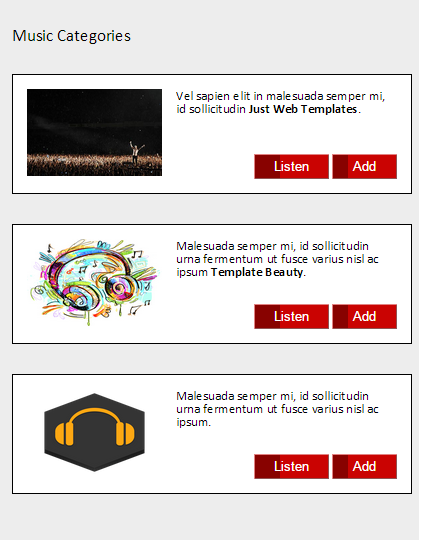 Music Categories
Vel sapien elit in malesuada semper mi,
id sollicitudin Just Web Templates.
Listen
Add
Malesuada semper mi, id sollicitudin
urna fermentum ut fusce varius nisl ac
ipsum Template Beauty.
Listen
Add
Malesuada semper mi, id sollicitudin
urna fermentum ut fusce varius nisl ac
ipsum.
Listen
Add